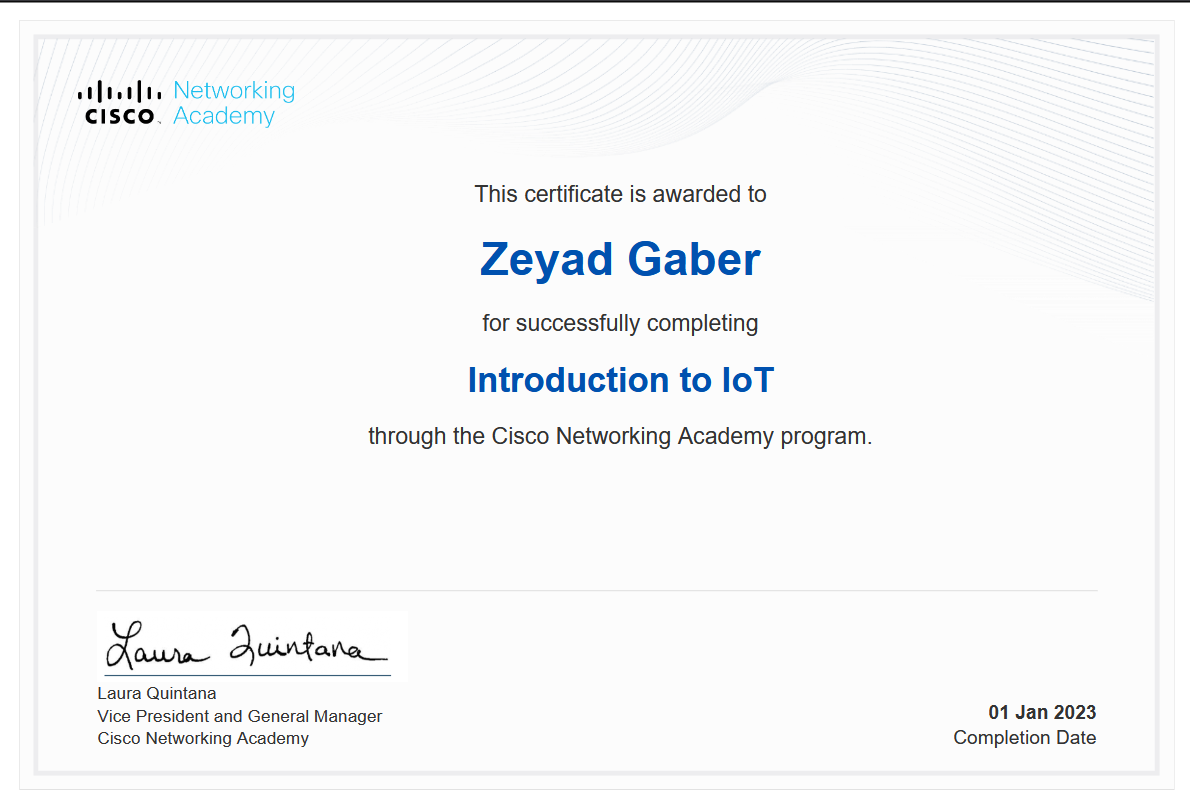 Networking
CISCO Academy
This certificate is awarded to
Zeyad Gaber
for successfully completing
Introduction to IoT
through the Cisco Networking Academy program.
Laura Quintana
Laura Quintana
Vice President and General Manager
Cisco Networking Academy
01 Jan 2023
Completion Date